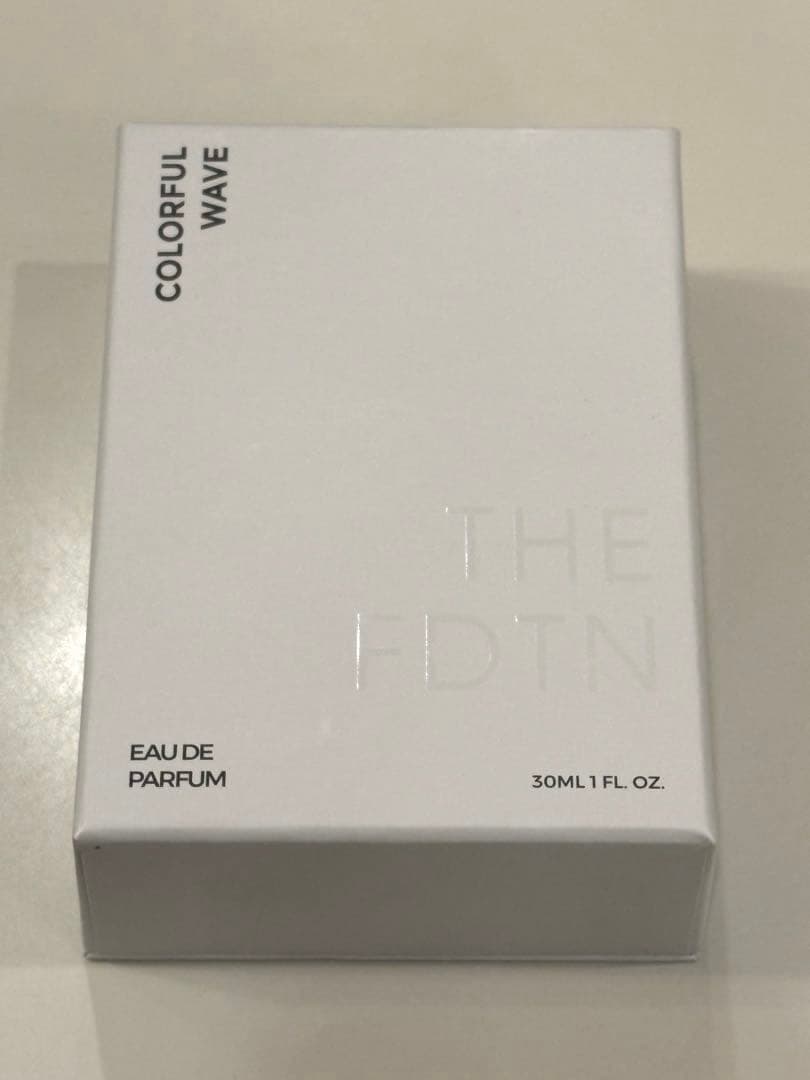 COLORFUL
WAVE
THE
FDTN
EAU DE
PARFUM
30ML 1 FL. OZ.